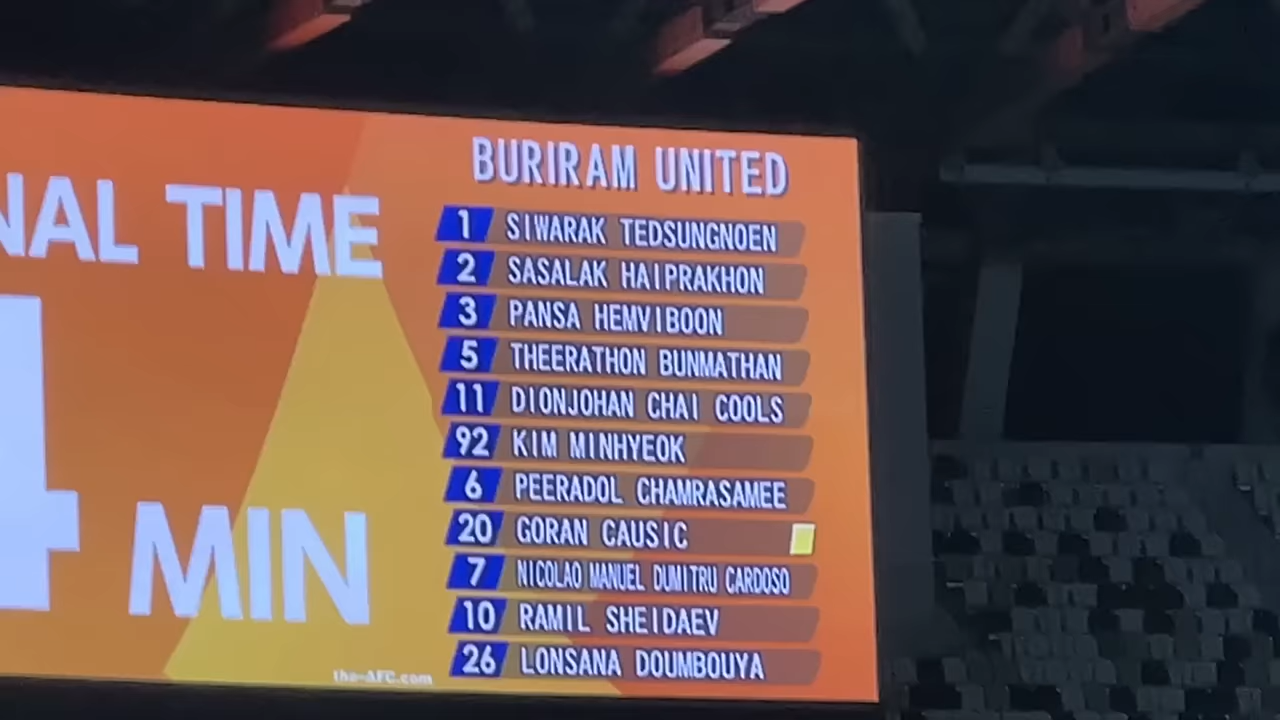 NAL TIME
4 MIN
the-AFC.com
BURIRAM UNITED
1 SIWARAK TEDSUNGNOEN
2 SASALAK HAIPRAKHON
3 PANSA HEMVIBOON
5 THEERATHON BUNMATHAN
11 DIONJOHAN CHAI COOLS
92 KIM MINHYEOK
6 PEERADOL CHAMRASAMEE
20 GORAN CAUSIC
7 NICOLAO MANUEL DUMITRU CARDOSO
10 RAMIL SHEIDAEV
26 LONSANA DOUMBOUYA